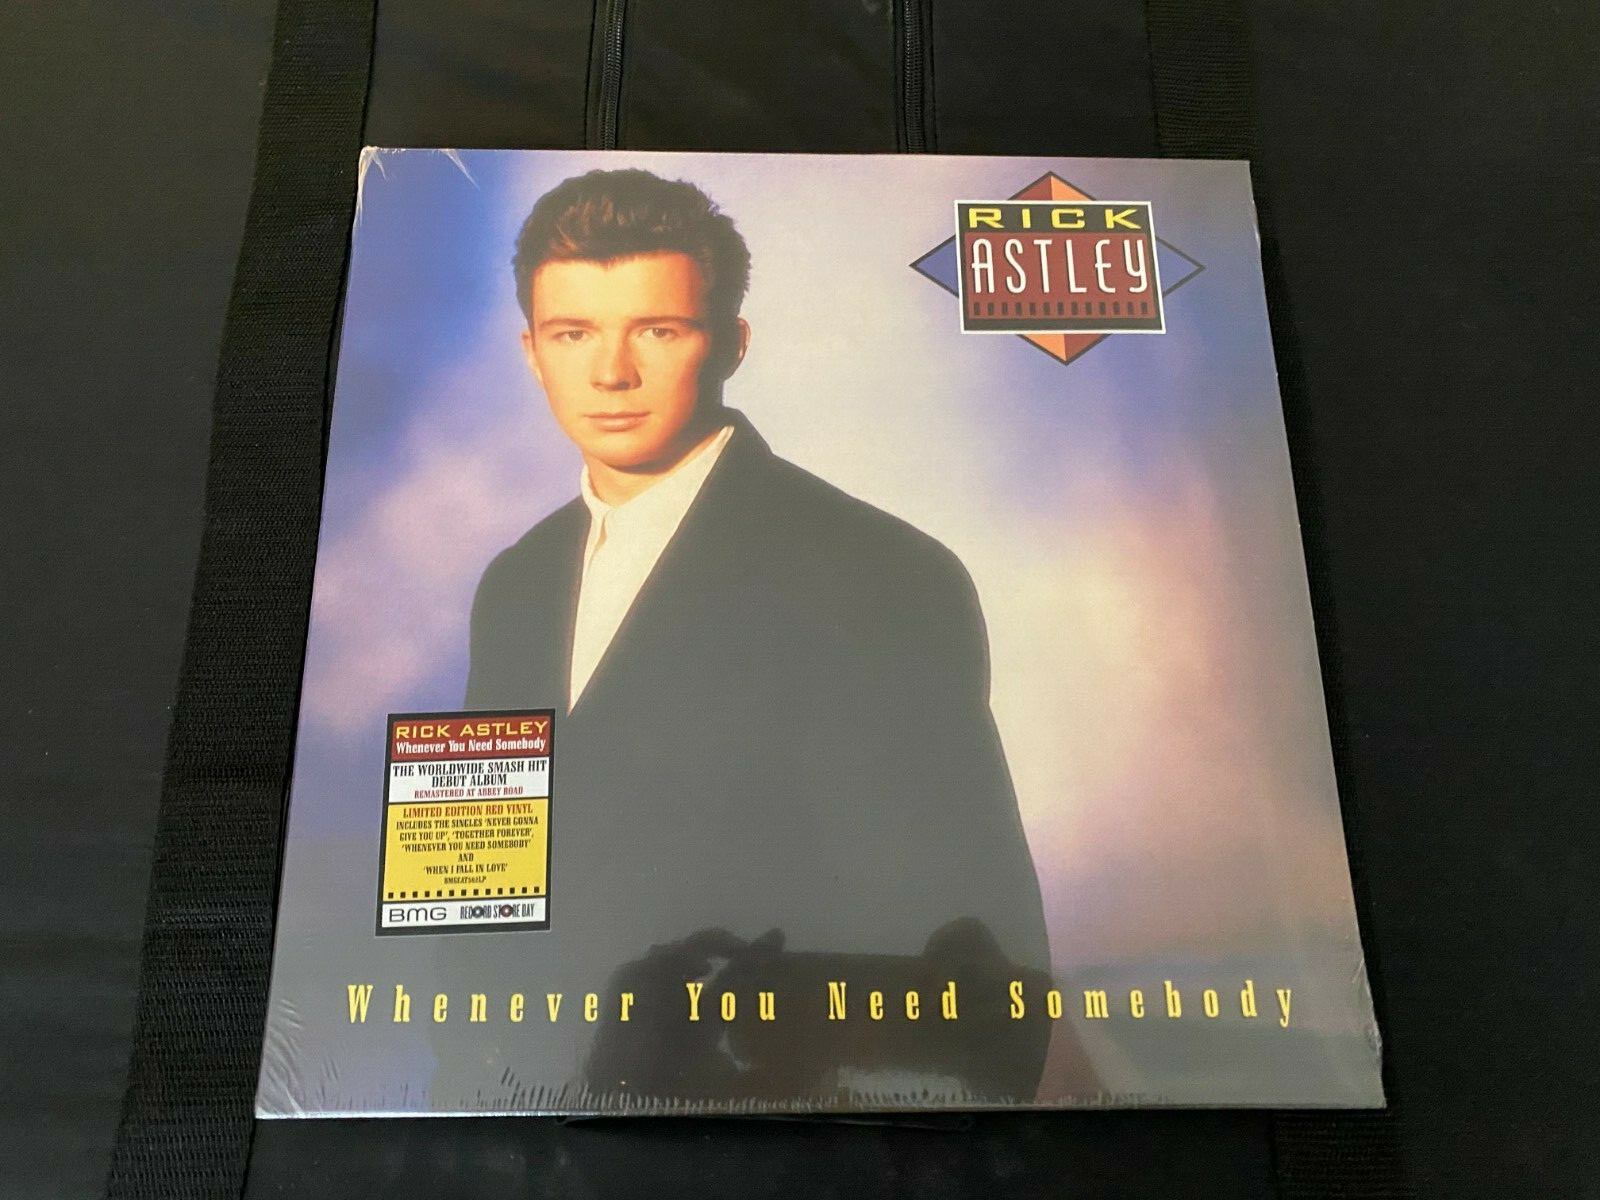 RICK
ASTLEY
RICK ASTLEY
Whenever You Need Somebody
THE WORLDWIDE SMASH HIT
DEBUT ALBUM
REMASTERED AT ABBEY ROAD
LIMITED EDITION RED VINYL
INCLUDES THE SINGLES 'NEVER GONNA
GIVE YOU UP', 'TOGETHER FOREVER',
'WHENEVER YOU NEED SOMEBODY'
AND
'WHEN I FALL IN LOVE'
BMGCAT562LP
BMG RECORD STORE DAY
Whenever You Need Somebody